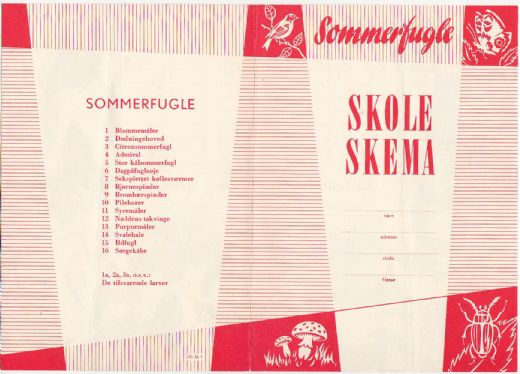 SOMMERFUGLE
1 Blommemåler
2 Dødningehoved
3 Citronsommerfugl
4 Admiral
5 Stor kålsommerfugl
6 Dagpåfugleøje
7 Sekspletțet køllesværmer
8 Bjørnespinder
9 Brombærspinder
10 Pileborer
11 Syremåler
12 Nældens takvinge
13 Purpurmåler
14 Svalehale
15 Ildfugl
16 Sørgekåbe
1a, 2a, 3a, o.s.v.:
De tilsvarende larver
Sommerfugle
SKOLE
SKEMA
navn
adresse
skole
klasse